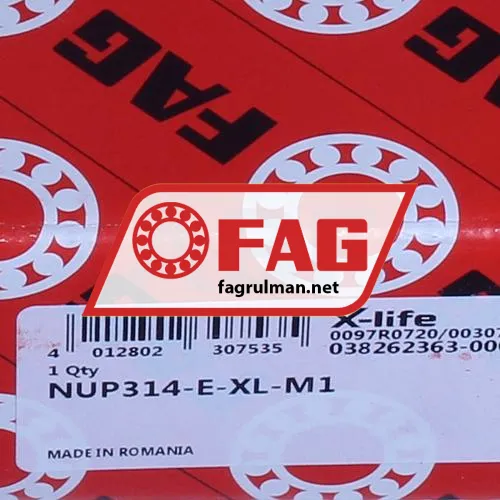 FAG
FAG
FAG
fagrulman.net
X-life
0097R0720/00307
038262363-000
4 012802 307535
1 Qty
NUP314-E-XL-M1
MADE IN ROMANIA